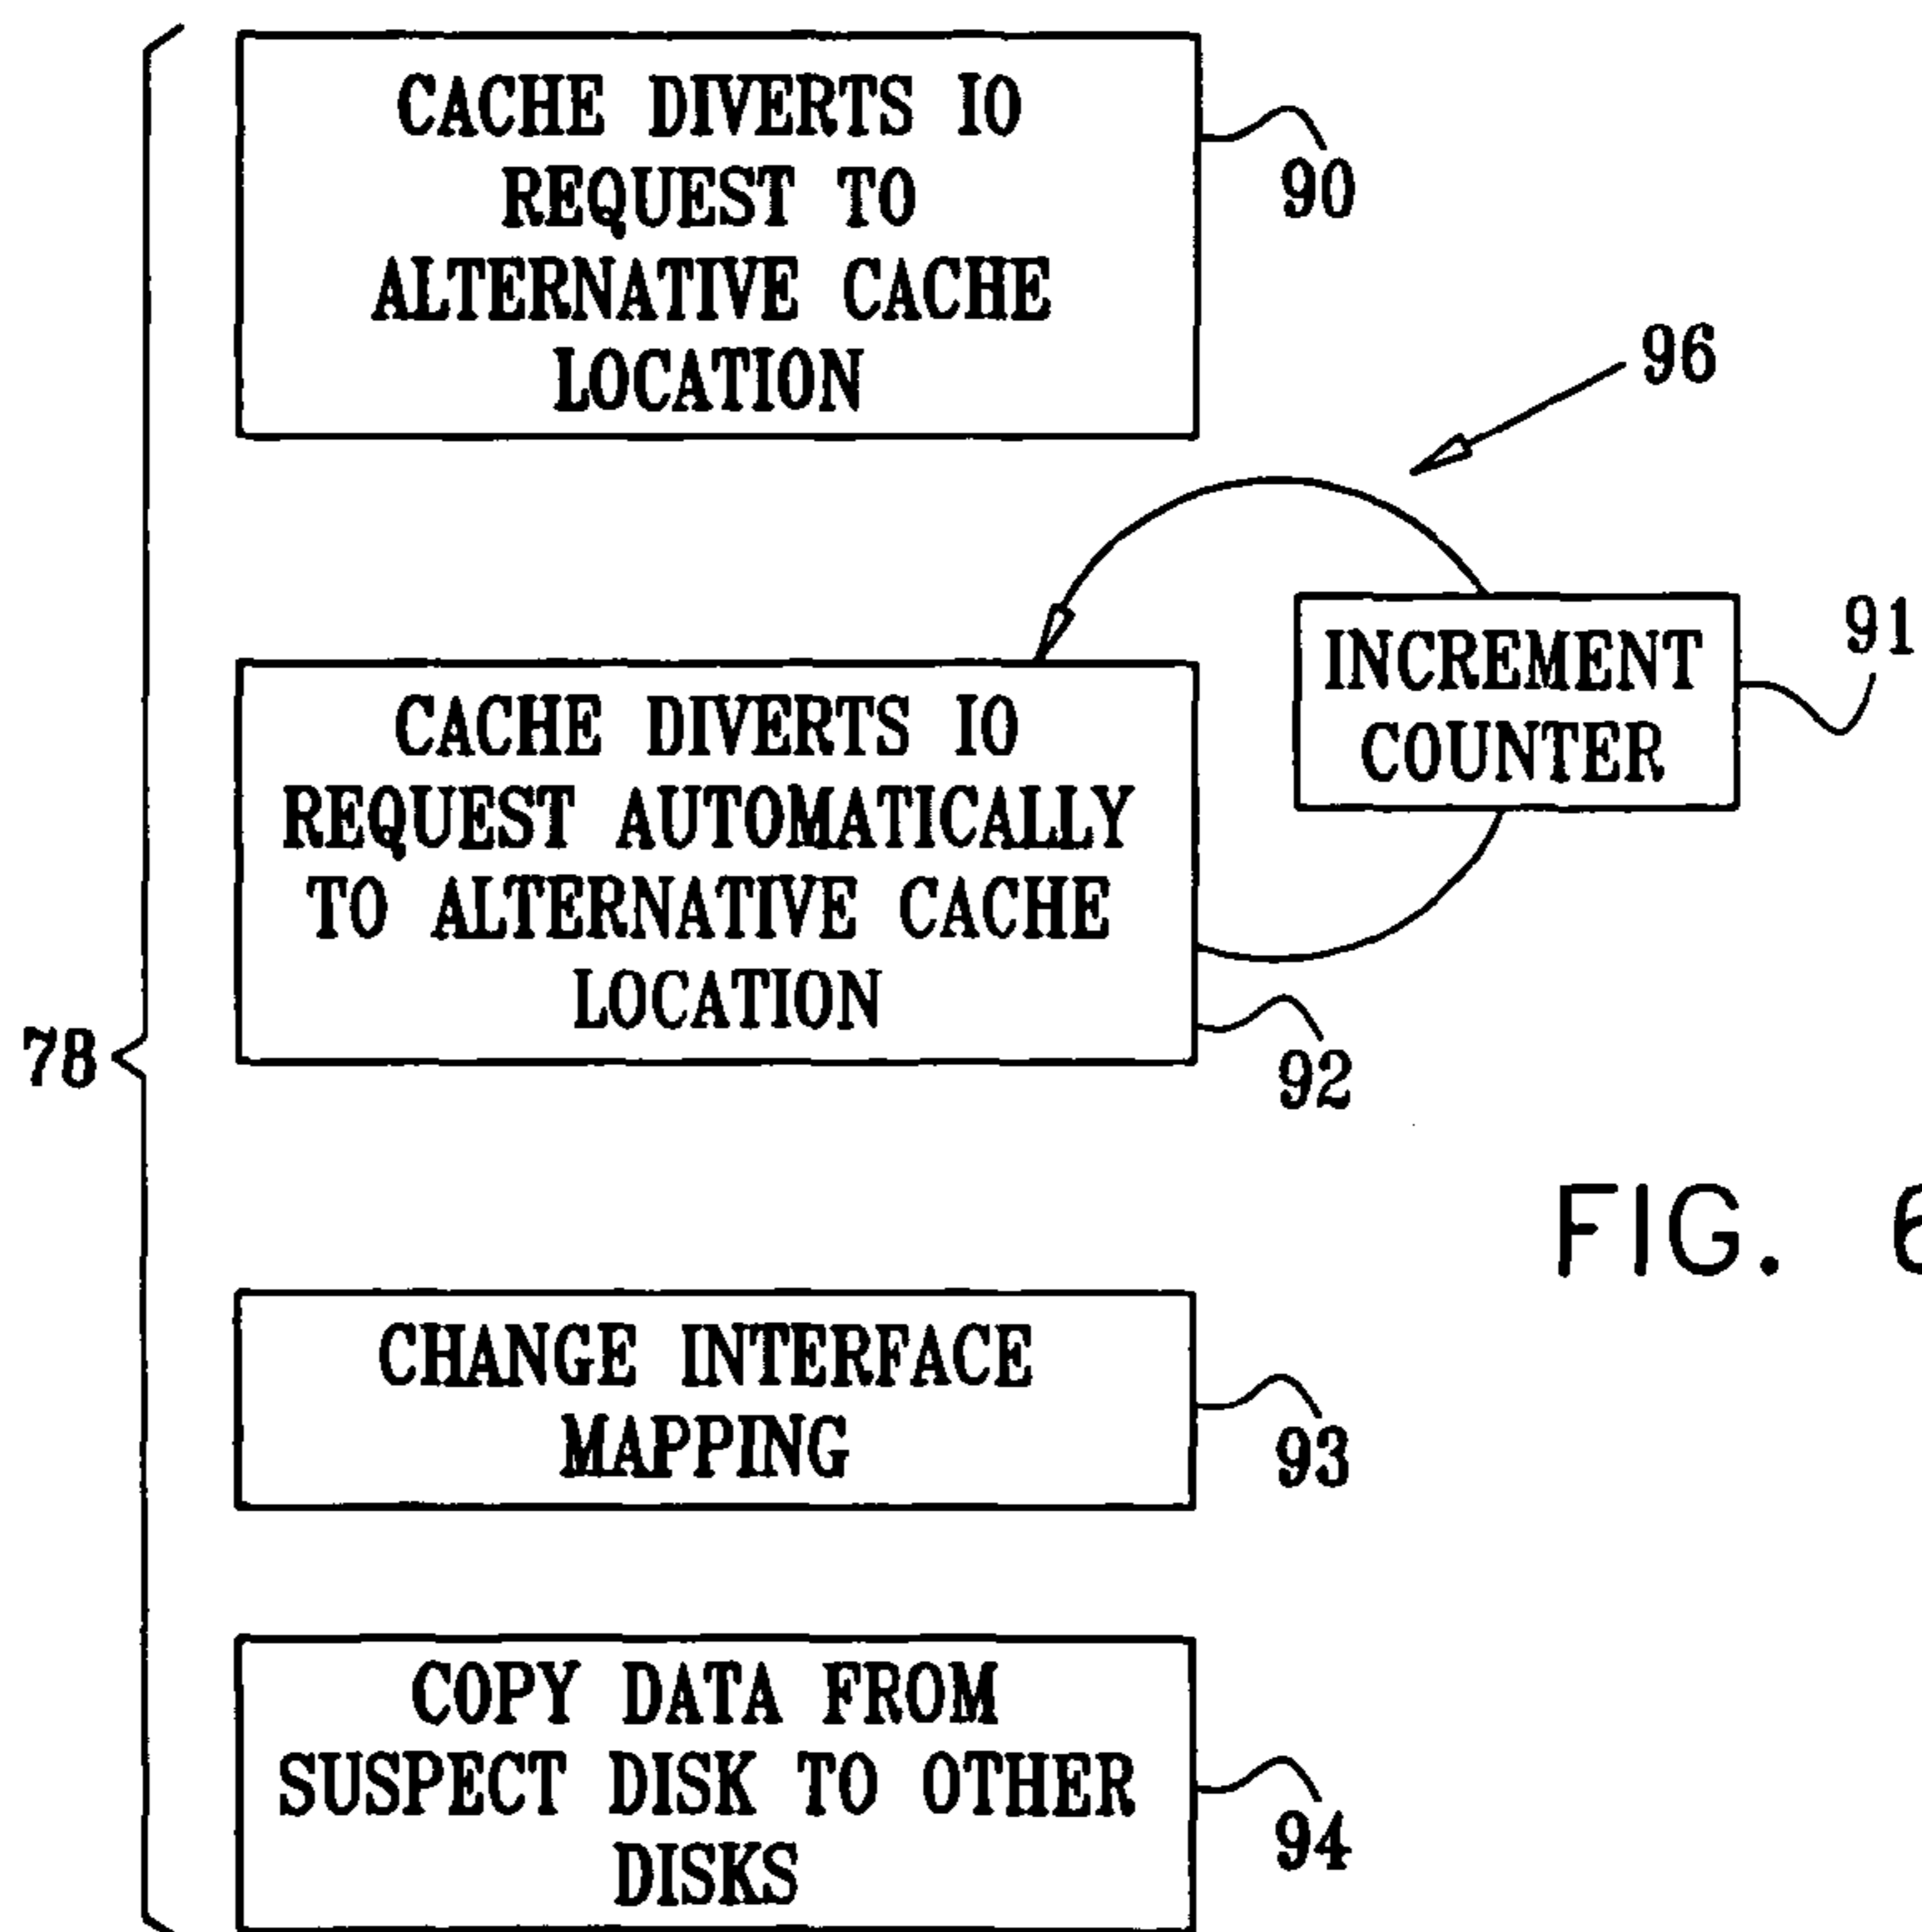 CACHE DIVERTS IO
REQUEST TO
ALTERNATIVE CACHE
LOCATION
90
96
CACHE DIVERTS IO
REQUEST AUTOMATICALLY
TO ALTERNATIVE CACHE
LOCATION
INCREMENT
COUNTER
91
92
78
FIG. 6
CHANGE INTERFACE
MAPPING
93
COPY DATA FROM
SUSPECT DISK TO OTHER
DISKS
94